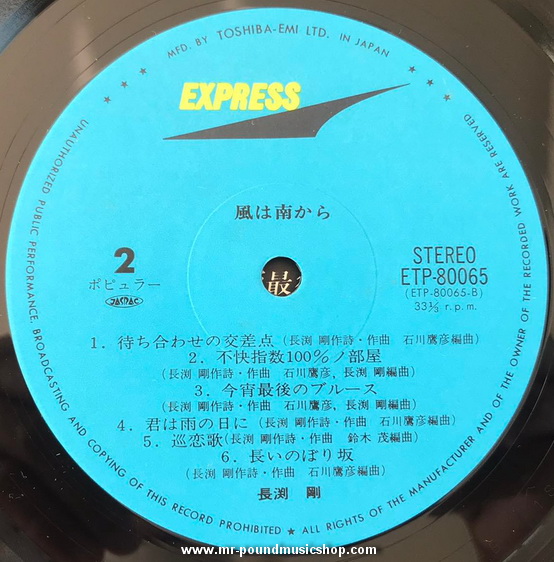 MFD. BY TOSHIBA-EMI LTD. IN JAPAN
EXPRESS
風は南から
2
ポピュラー
JASRAC
STEREO
ETP-80065
(ETP-80065-B)
33⅓ r.p.m.
最
1. 待ち合わせの交差点 (長渕 剛作詩・作曲 石川鷹彦編曲)
2. 不快指数100%ノ部屋
(長渕 剛作詩・作曲 石川鷹彦、長渕 剛編曲)
3. 今宵最後のブルース
(長渕 剛作詩・作曲 石川鷹彦、長渕 剛編曲)
4. 君は雨の日に (長渕 剛作詩・作曲 石川鷹彦編曲)
5. 巡恋歌 (長渕 剛作詩・作曲 鈴木 茂編曲)
6. 長いのぼり坂
(長渕 剛作詩・作曲 石川鷹彦編曲)
長渕 剛
UNAUTHORIZED PUBLIC PERFORMANCE, BROADCASTING AND COPYING OF THIS RECORD PROHIBITED ★ ALL RIGHTS OF THE MANUFACTURER AND OF THE OWNER OF THE RECORDED WORK ARE RESERVED
www.mr-poundmusicshop.com